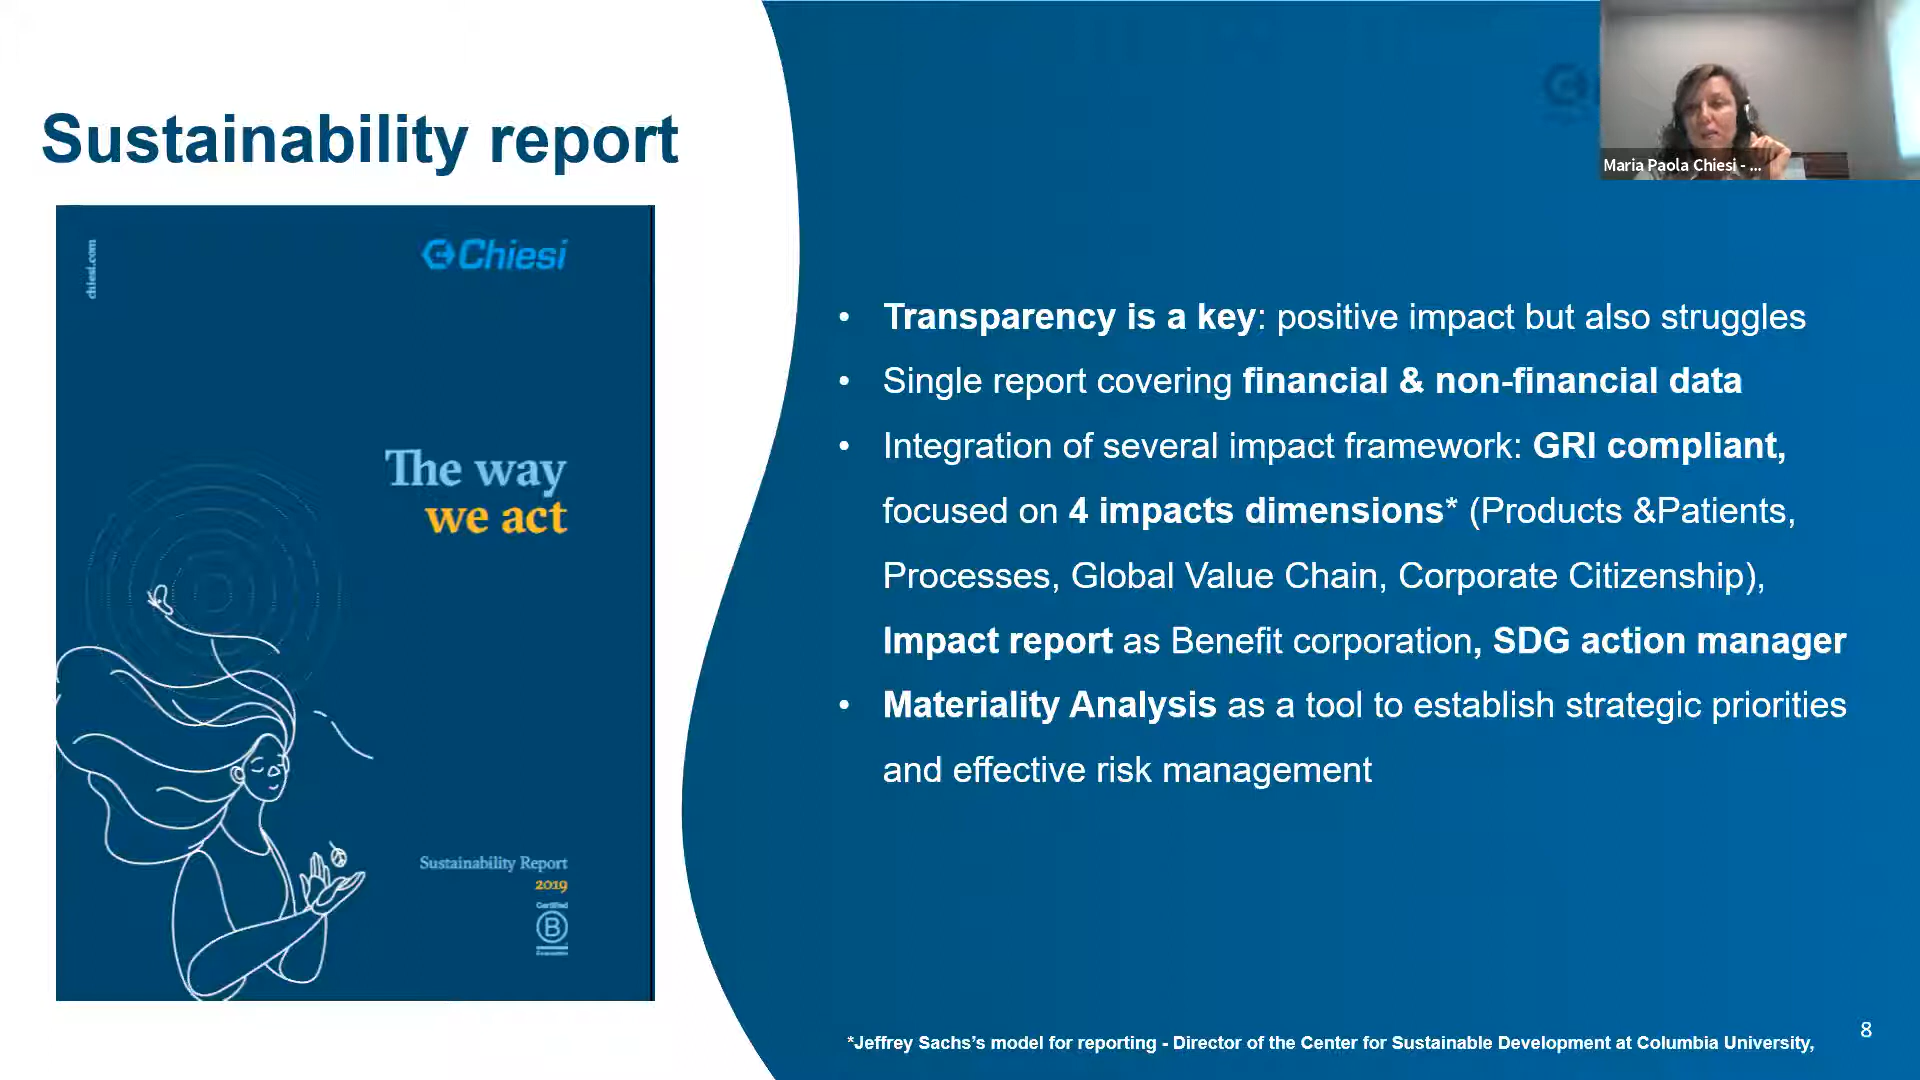 Sustainability report
chiesi.com
Chiesi
The way
we act
Sustainability Report
2019
Certified
B
Corporation
Maria Paola Chiesi - ...
• Transparency is a key: positive impact but also struggles
• Single report covering financial & non-financial data
• Integration of several impact framework: GRI compliant,
focused on 4 impacts dimensions* (Products &Patients,
Processes, Global Value Chain, Corporate Citizenship),
Impact report as Benefit corporation, SDG action manager
• Materiality Analysis as a tool to establish strategic priorities
and effective risk management
*Jeffrey Sachs’s model for reporting - Director of the Center for Sustainable Development at Columbia University,
8